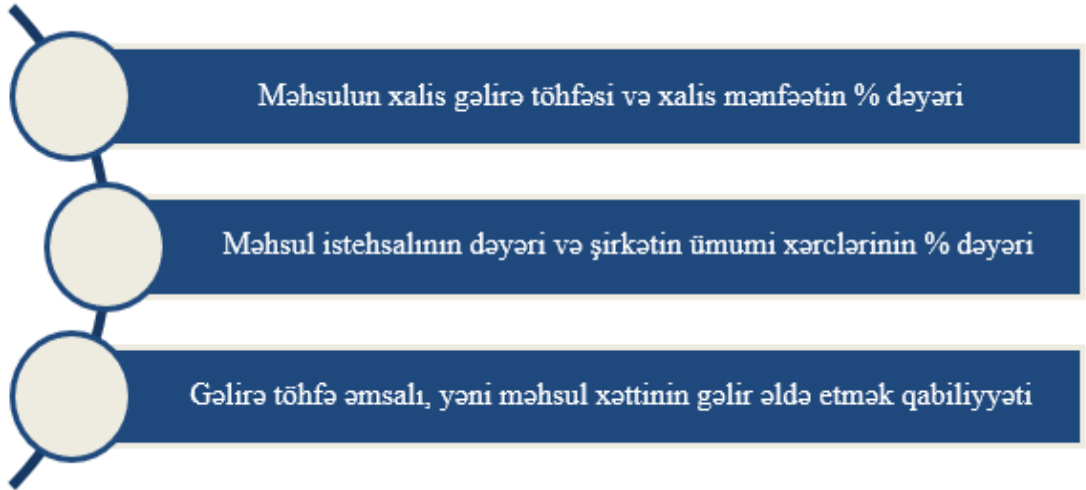 Məhsulun xalis gəlirə töhfəsi və xalis mənfəətin % dəyəri
Məhsul istehsalının dəyəri və şirkətin ümumi xərclərinin % dəyəri
Gəlirə töhfə əmsalı, yəni məhsul xəttinin gəlir əldə etmək qabiliyyəti